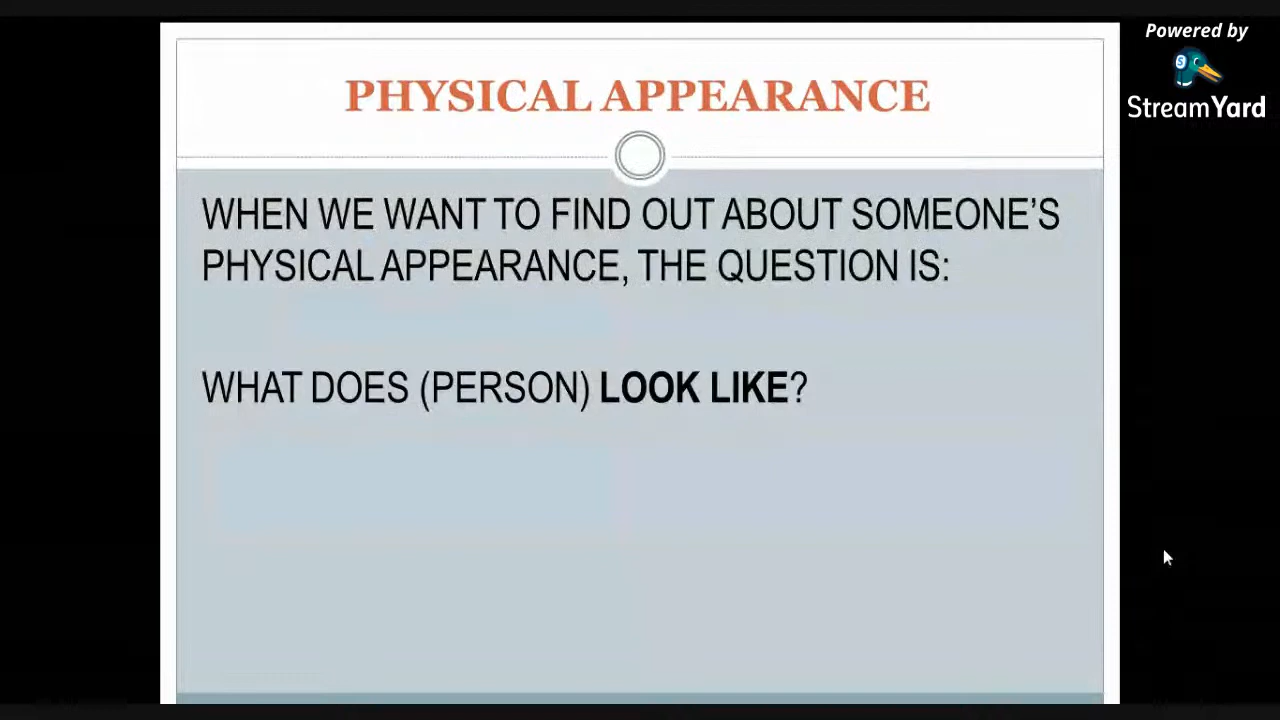 Powered by
StreamYard
PHYSICAL APPEARANCE
WHEN WE WANT TO FIND OUT ABOUT SOMEONE’S
PHYSICAL APPEARANCE, THE QUESTION IS:
WHAT DOES (PERSON) LOOK LIKE?